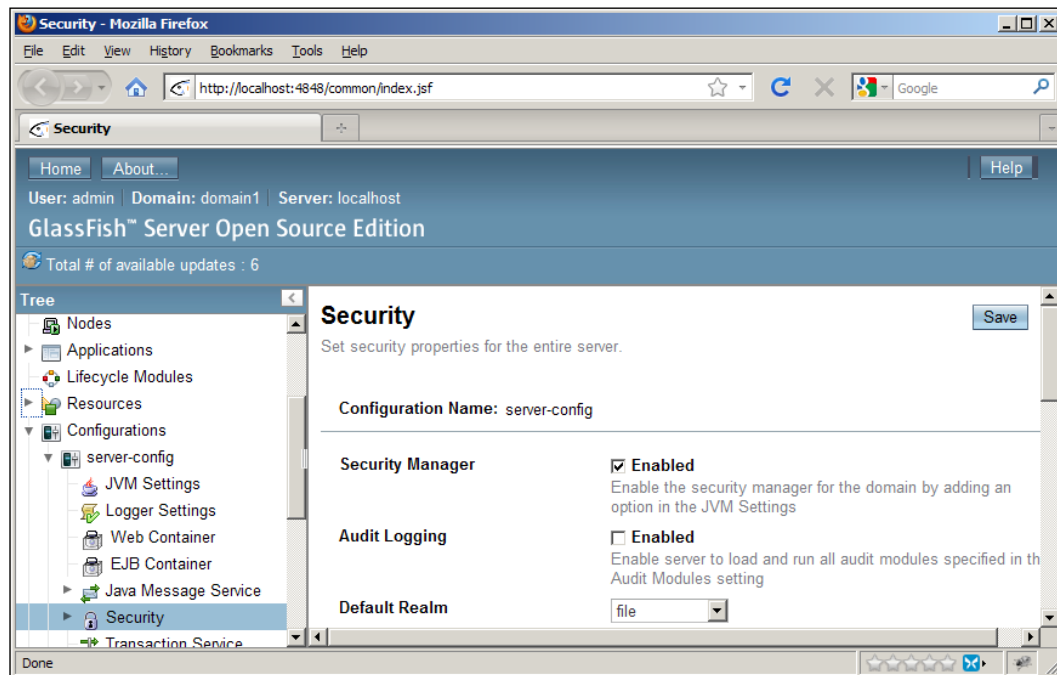 Security - Mozilla Firefox
File Edit View History Bookmarks Tools Help
http://localhost:4848/common/index.jsf
Google
Security
Home About... Help
User: admin Domain: domain1 Server: localhost
GlassFish™ Server Open Source Edition
Total # of available updates : 6
Tree
Nodes
Applications
Lifecycle Modules
Resources
Configurations
server-config
JVM Settings
Logger Settings
Web Container
EJB Container
Java Message Service
Security
Transaction Service
Security
Save
Set security properties for the entire server.
Configuration Name: server-config
Security Manager
Enabled
Enable the security manager for the domain by adding an
option in the JVM Settings
Audit Logging
Enabled
Enable server to load and run all audit modules specified in th
Audit Modules setting
Default Realm
file
Done